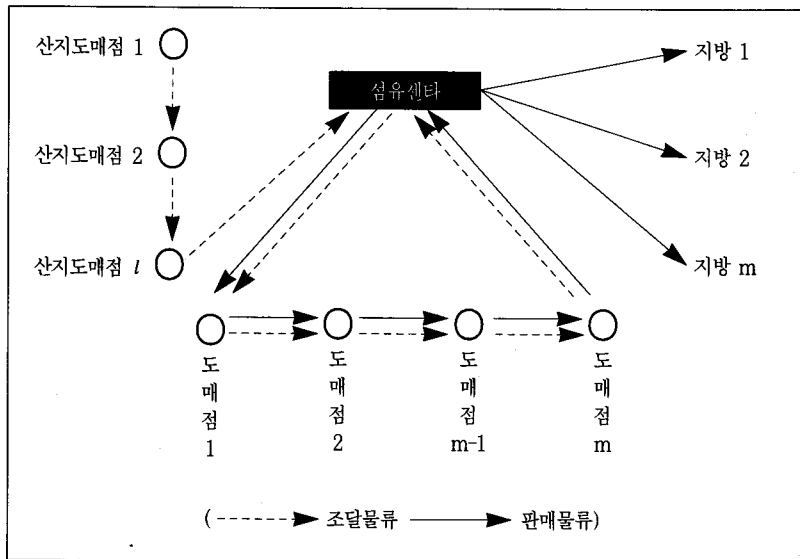 산지도매점 1
산지도매점 2
산지도매점 l
섬유센타
지방 1
지방 2
지방 m
도매점 1
도매점 2
도매점 m-1
도매점 m
( 조달물류 판매물류)